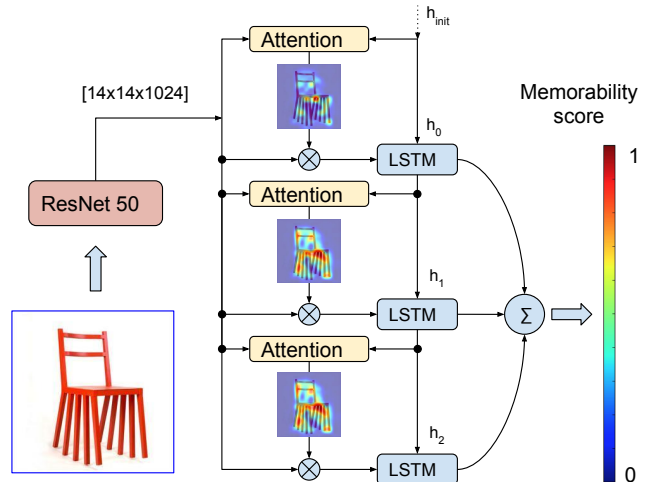 h_init
Attention
[14x14x1024]
Memorability
score
h_0
1
LSTM
ResNet 50
Attention
h_1
LSTM
Σ
Attention
h_2
LSTM
0